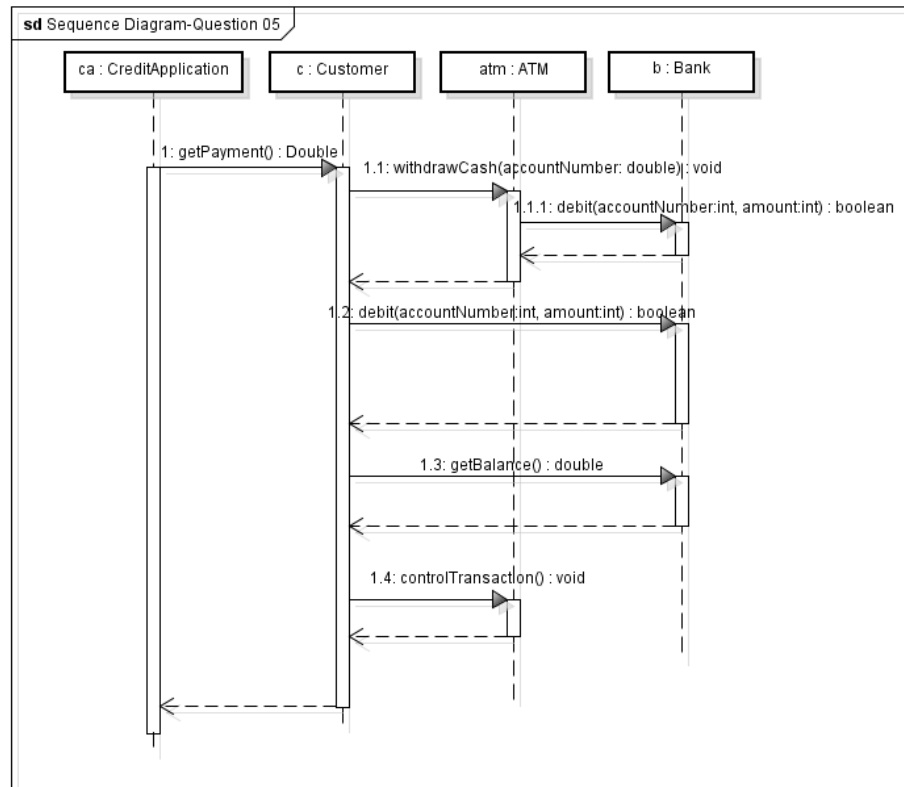 sd Sequence Diagram-Question 05
ca : CreditApplication
c : Customer
atm : ATM
b : Bank
1: getPayment() : Double
1.1: withdrawCash(accountNumber: double) : void
1.1.1: debit(accountNumber:int, amount:int) : boolean
1.2: debit(accountNumber:int, amount:int) : boolean
1.3: getBalance() : double
1.4: controlTransaction() : void